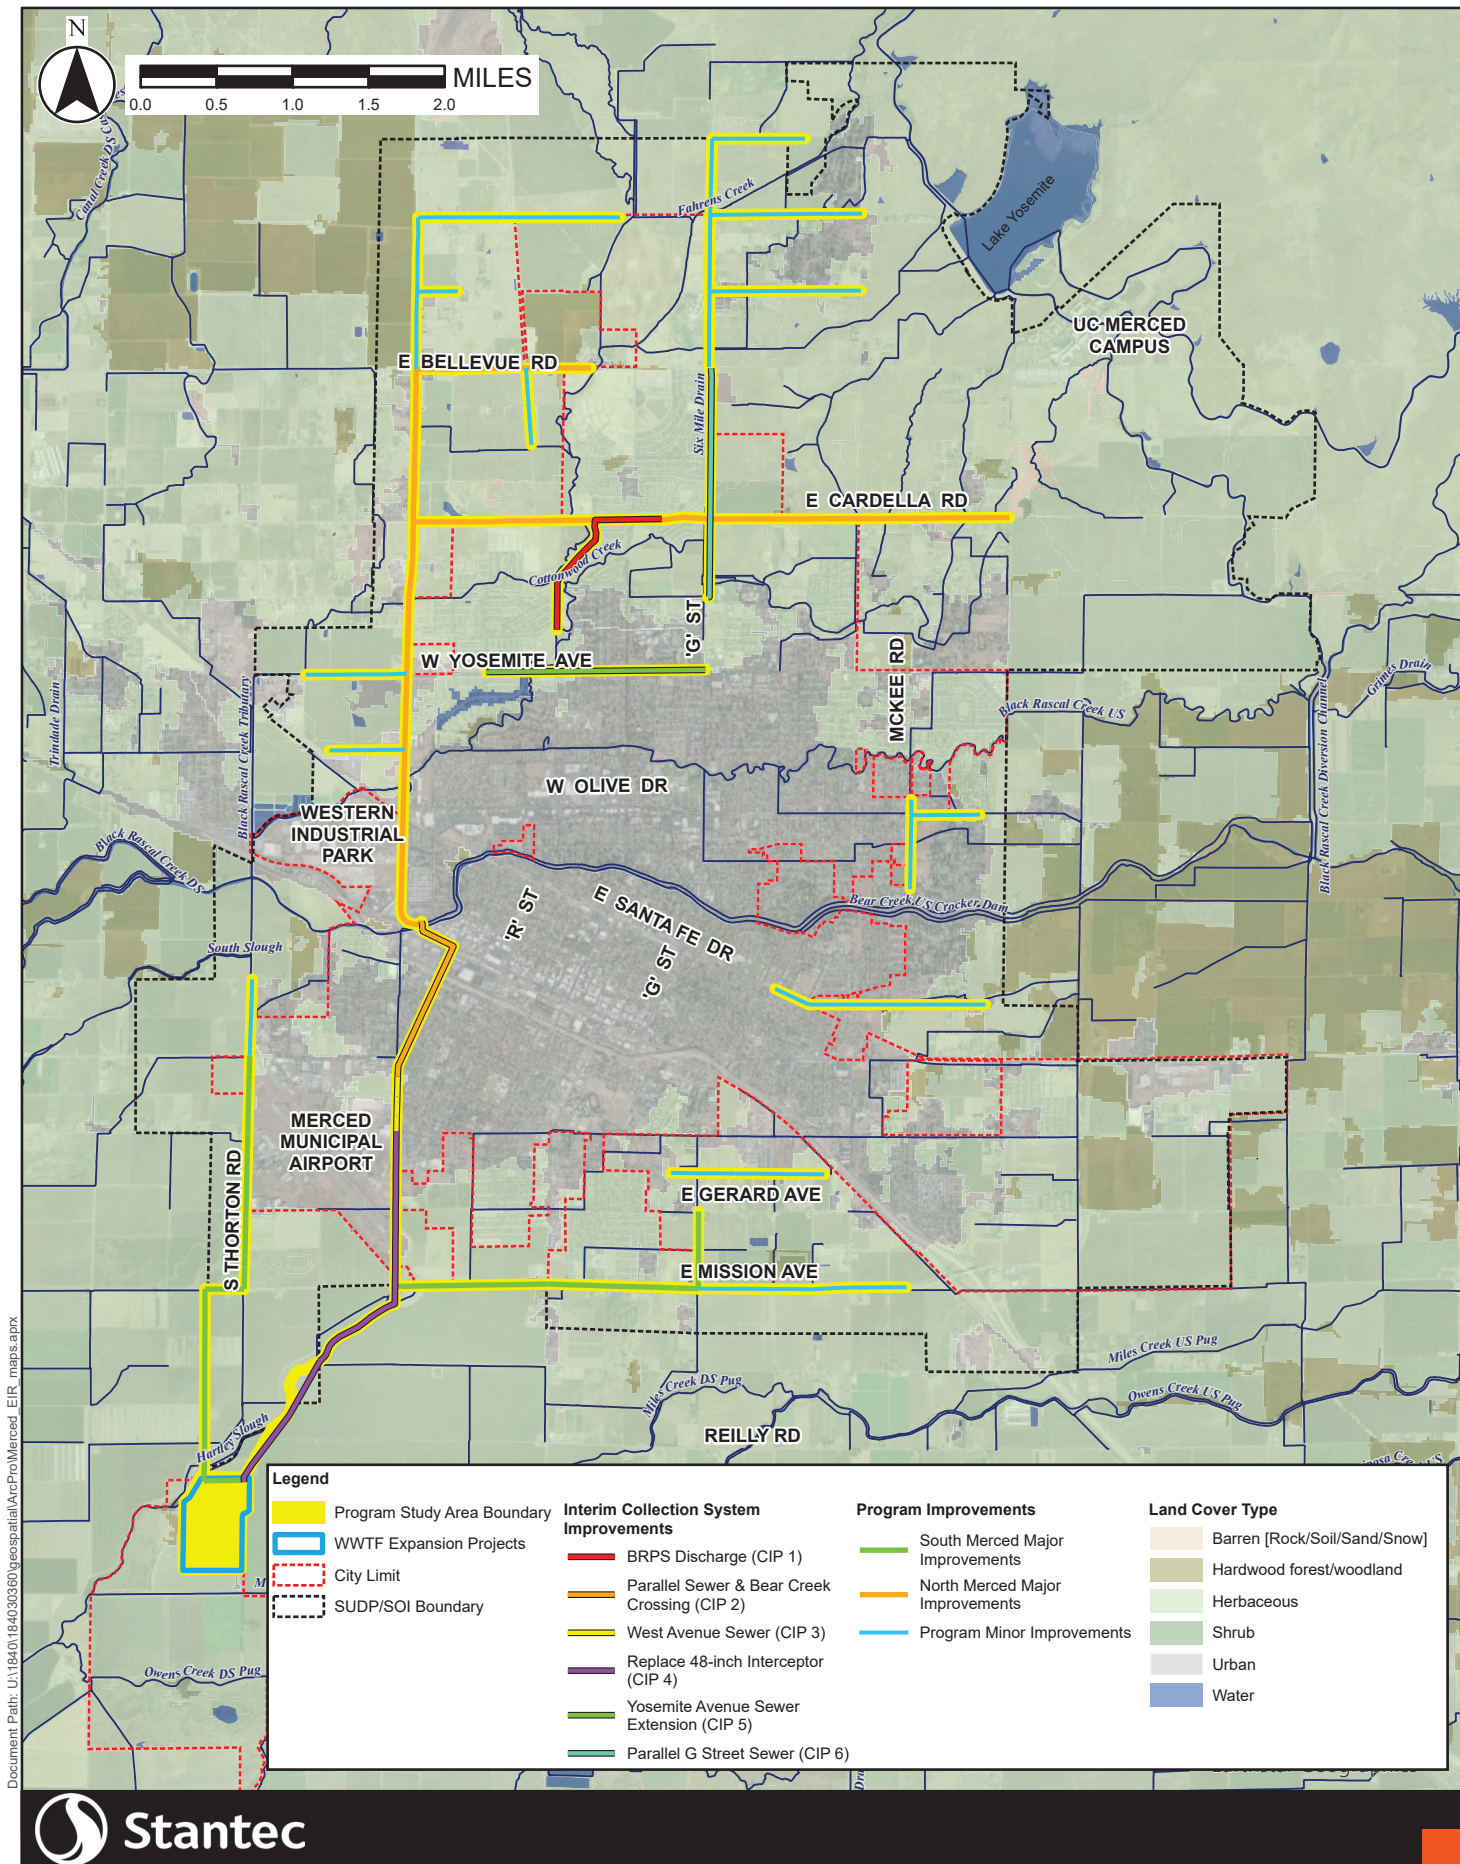 N
MILES
0.0 0.5 1.0 1.5 2.0
Canal Creek DS
Fahrens Creek
Lake Yosemite
UC MERCED
CAMPUS
E BELLEVUE RD
Six Mile Drain
E CARDELLA RD
Cottonwood Creek
'G' ST
W YOSEMITE AVE
MCKEE RD
Black Rascal Creek US
Grimes Drain
Trindade Drain
Black Rascal Creek Tributary
Black Rascal Creek Diversion Channel
W OLIVE DR
WESTERN
INDUSTRIAL
PARK
Black Rascal Creek DS
'R' ST
E SANTA FE DR
Bear Creek US Crocker Dam
South Slough
'G' ST
MERCED
MUNICIPAL
AIRPORT
S THORTON RD
E GERARD AVE
E MISSION AVE
Miles Creek US Pug
Miles Creek DS Pug
Owens Creek US Pug
REILLY RD
Hartley Slough
Owens Creek DS Pug
Legend
Program Study Area Boundary
WWTF Expansion Projects
City Limit
SUDP/SOI Boundary
Interim Collection System
Improvements
BRPS Discharge (CIP 1)
Parallel Sewer & Bear Creek
Crossing (CIP 2)
West Avenue Sewer (CIP 3)
Replace 48-inch Interceptor
(CIP 4)
Yosemite Avenue Sewer
Extension (CIP 5)
Parallel G Street Sewer (CIP 6)
Program Improvements
South Merced Major
Improvements
North Merced Major
Improvements
Program Minor Improvements
Land Cover Type
Barren [Rock/Soil/Sand/Snow]
Hardwood forest/woodland
Herbaceous
Shrub
Urban
Water
Document Path: U:\1840\184030360\geospatial\ArcPro\Merced_EIR_maps.aprx
Stantec